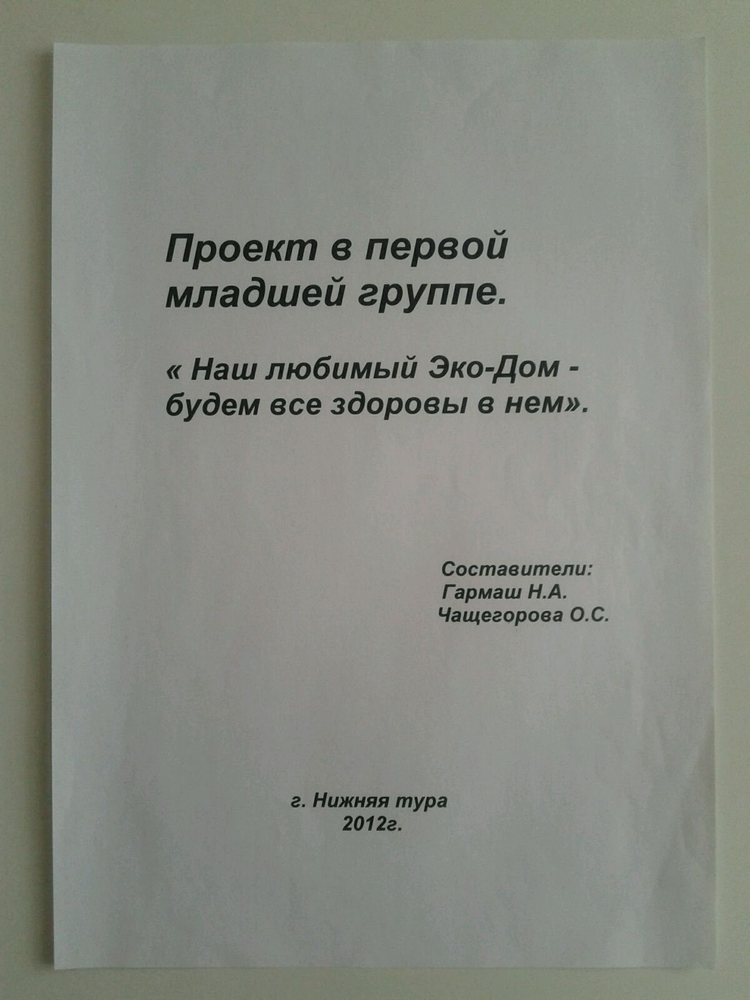 Проект в первой
младшей группе.
« Наш любимый Эко-Дом -
будем все здоровы в нем».
Составители:
Гармаш Н.А.
Чащегорова О.С.
г. Нижняя тура
2012г.